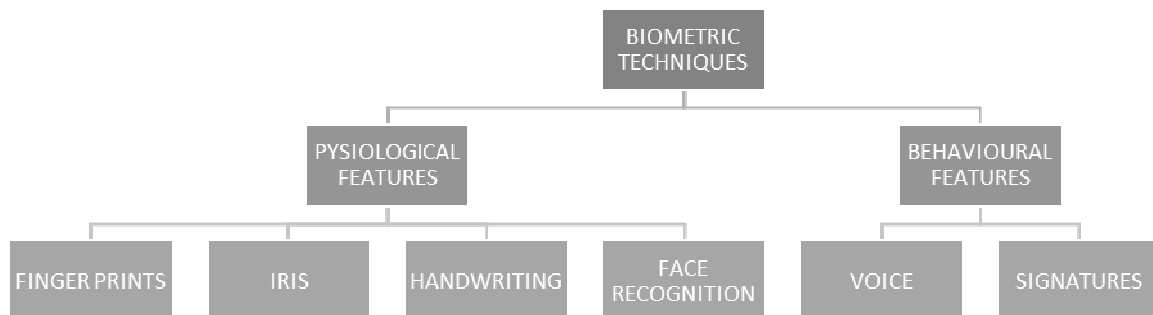 BIOMETRIC
TECHNIQUES
PYSIOLOGICAL
FEATURES
BEHAVIOURAL
FEATURES
FINGER PRINTS
IRIS
HANDWRITING
FACE
RECOGNITION
VOICE
SIGNATURES